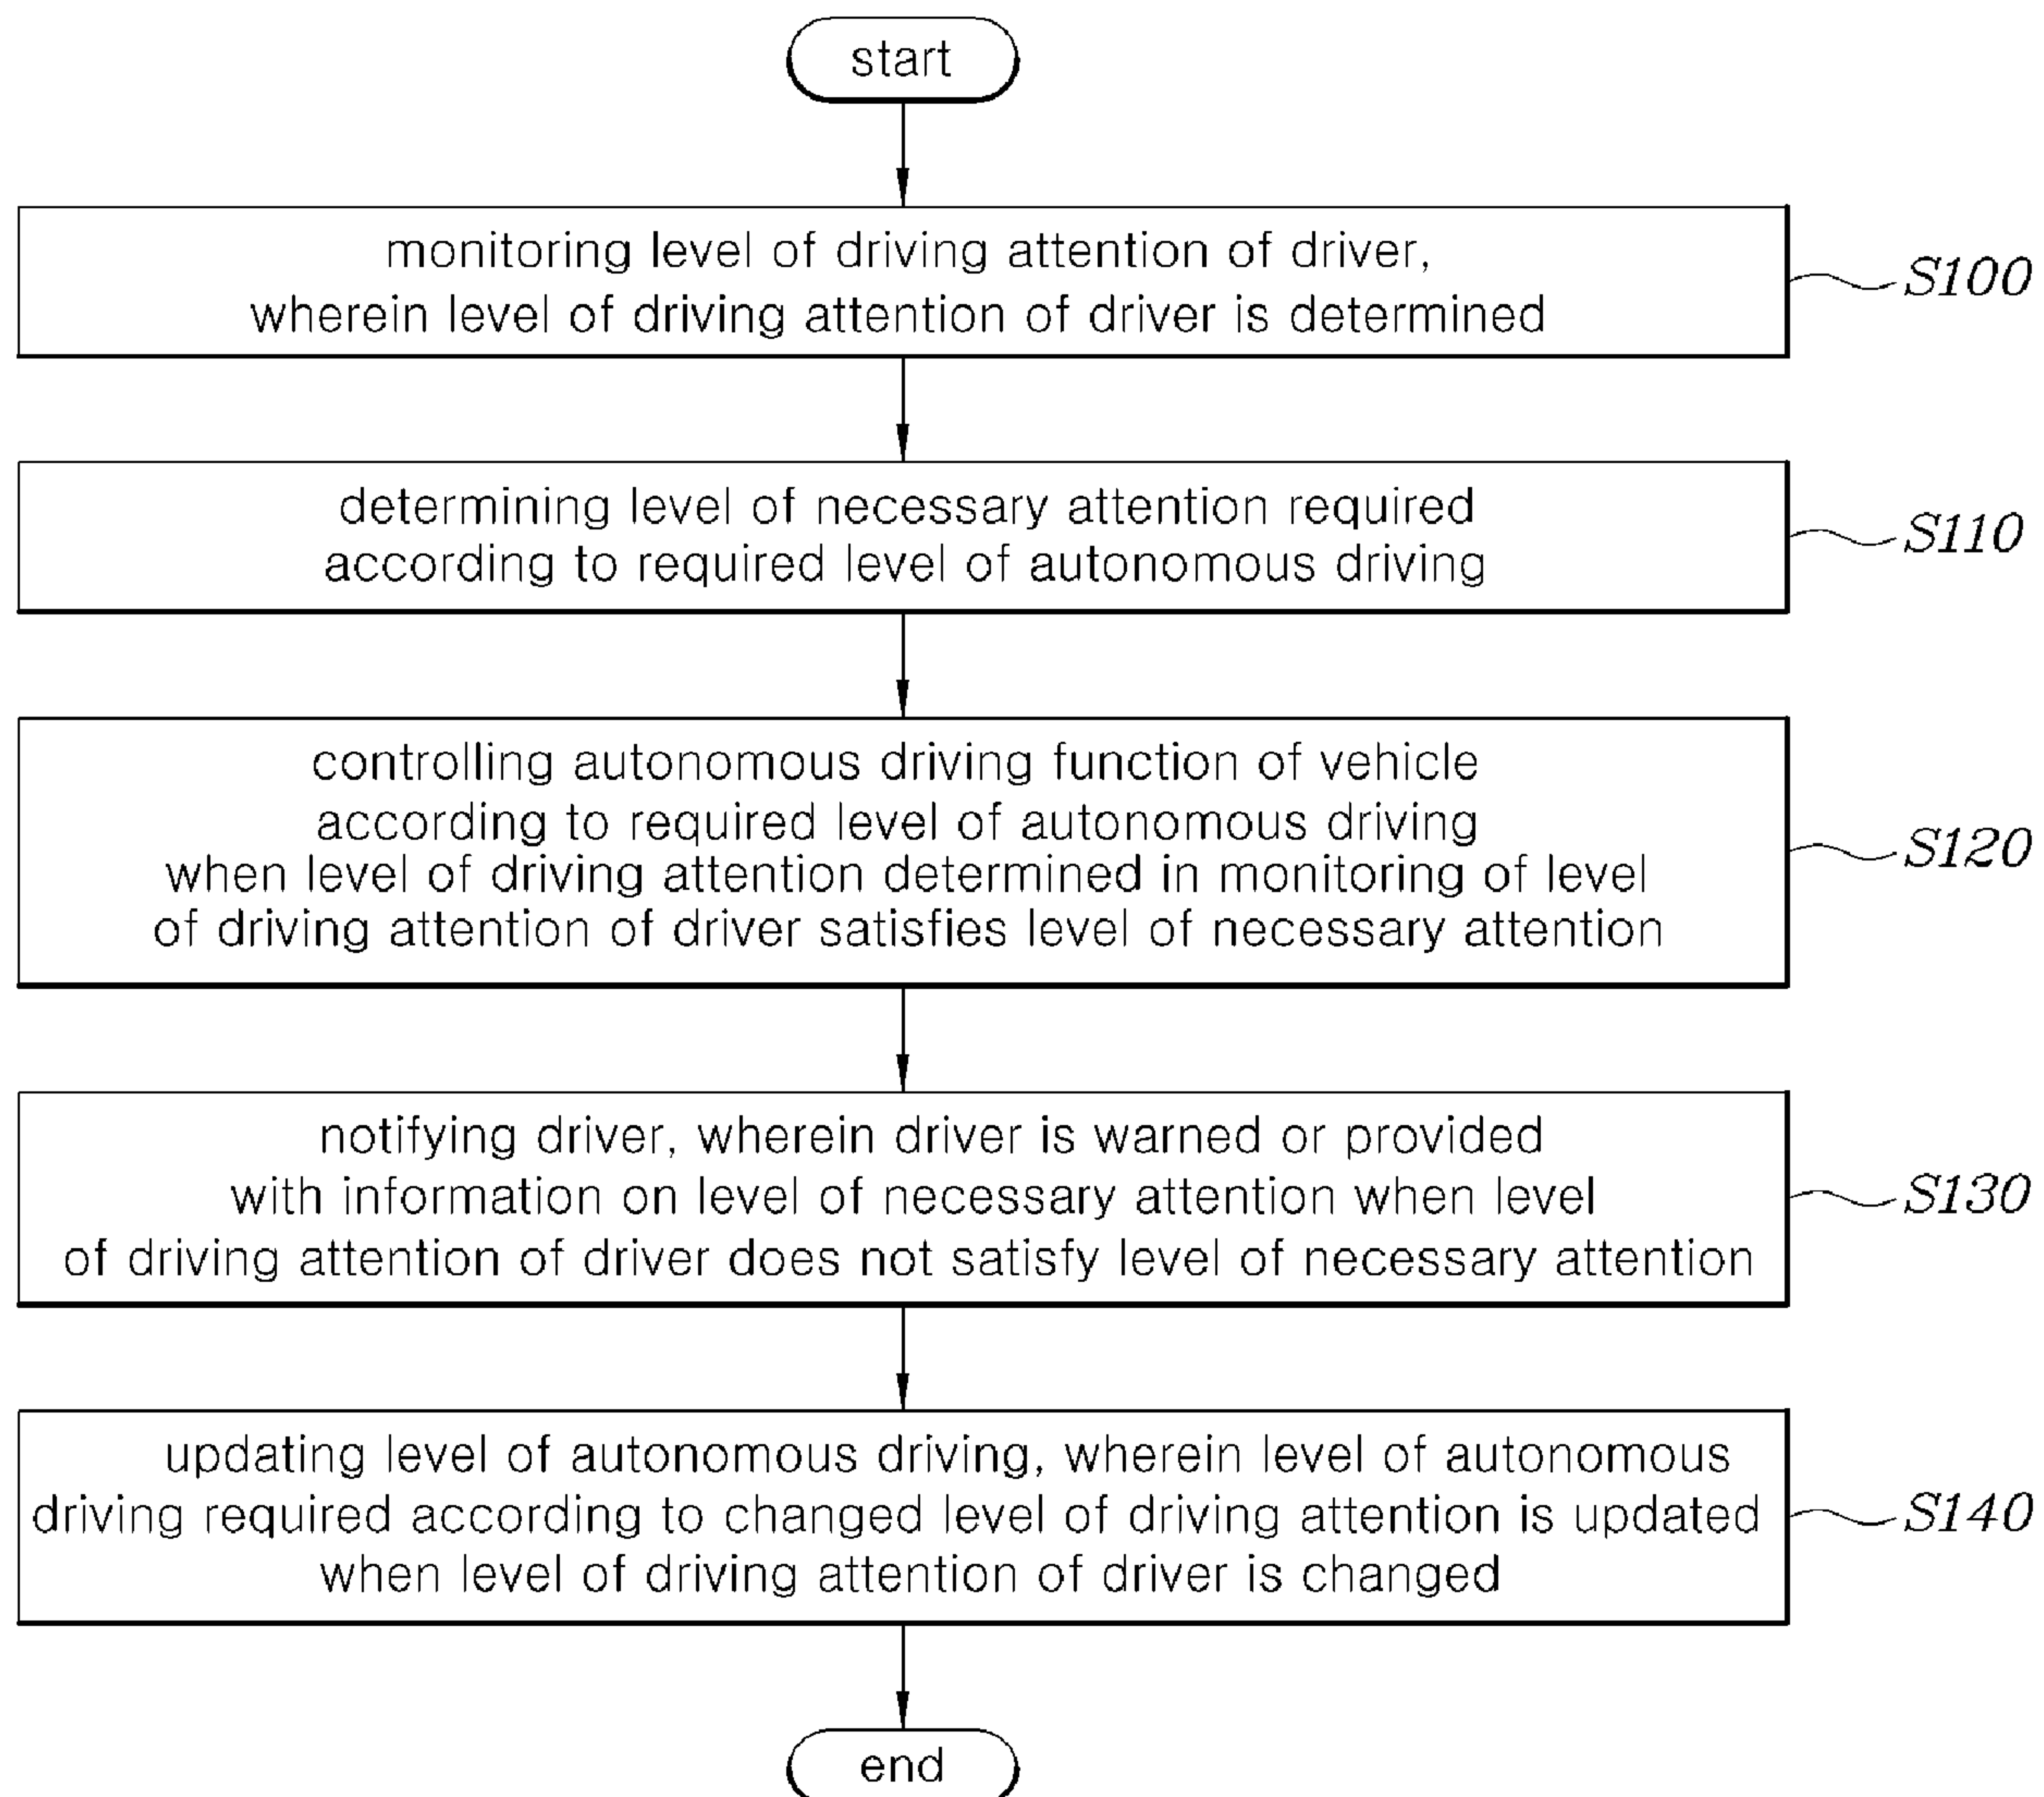 start
monitoring level of driving attention of driver,
wherein level of driving attention of driver is determined
S100
determining level of necessary attention required
according to required level of autonomous driving
S110
controlling autonomous driving function of vehicle
according to required level of autonomous driving
when level of driving attention determined in monitoring of level
of driving attention of driver satisfies level of necessary attention
S120
notifying driver, wherein driver is warned or provided
with information on level of necessary attention when level
of driving attention of driver does not satisfy level of necessary attention
S130
updating level of autonomous driving, wherein level of autonomous
driving required according to changed level of driving attention is updated
when level of driving attention of driver is changed
S140
end